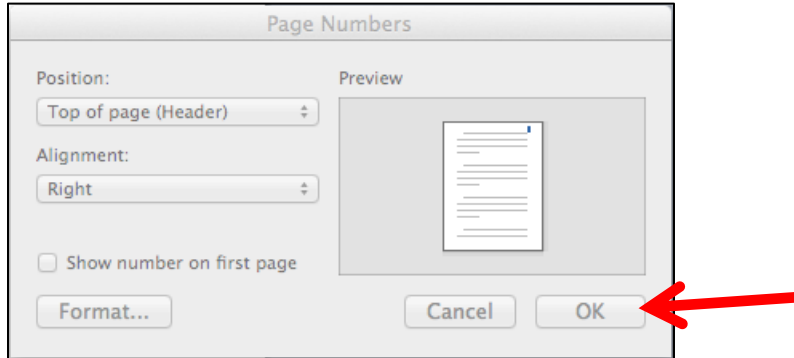 Page Numbers
Position:
Preview
Top of page (Header)
Alignment:
Right
Show number on first page
Format...
Cancel
OK